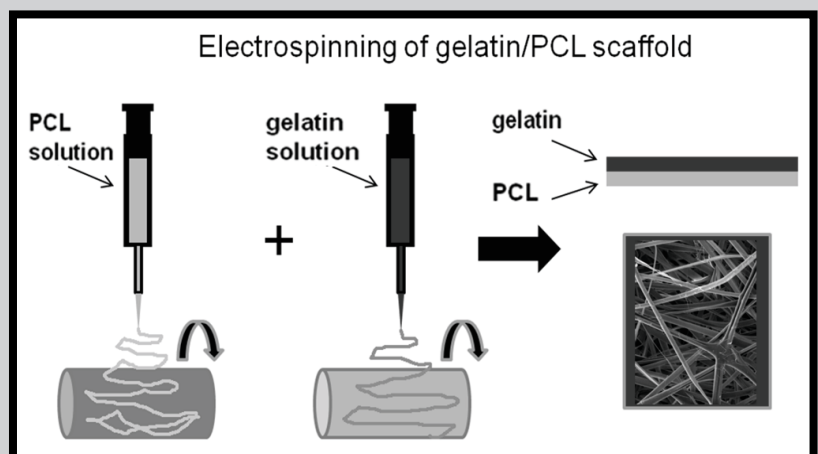 Electrospinning of gelatin/PCL scaffold
PCL
solution
gelatin
solution
gelatin
PCL
+